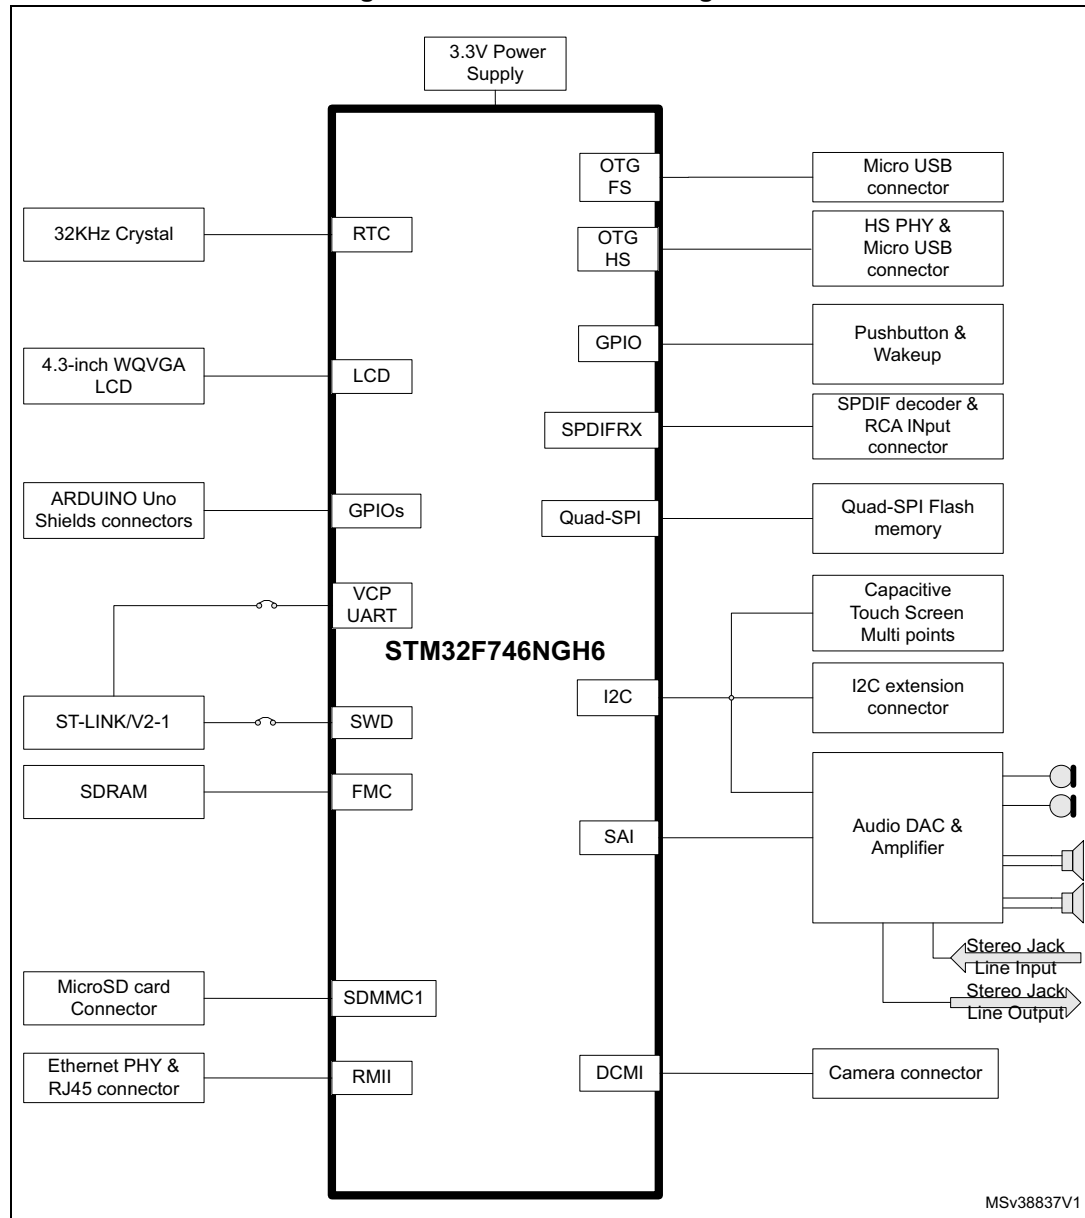 3.3V Power
Supply
OTG
FS
Micro USB
connector
32KHz Crystal
RTC
OTG
HS
HS PHY &
Micro USB
connector
4.3-inch WQVGA
LCD
LCD
GPIO
Pushbutton &
Wakeup
SPDIFRX
SPDIF decoder &
RCA INput
connector
ARDUINO Uno
Shields connectors
GPIOs
Quad-SPI
Quad-SPI Flash
memory
VCP
UART
Capacitive
Touch Screen
Multi points
STM32F746NGH6
ST-LINK/V2-1
SWD
I2C
I2C extension
connector
SDRAM
FMC
SAI
Audio DAC &
Amplifier
Stereo Jack
Line Input
Stereo Jack
Line Output
MicroSD card
Connector
SDMMC1
Ethernet PHY &
RJ45 connector
RMII
DCMI
Camera connector
MSv38837V1